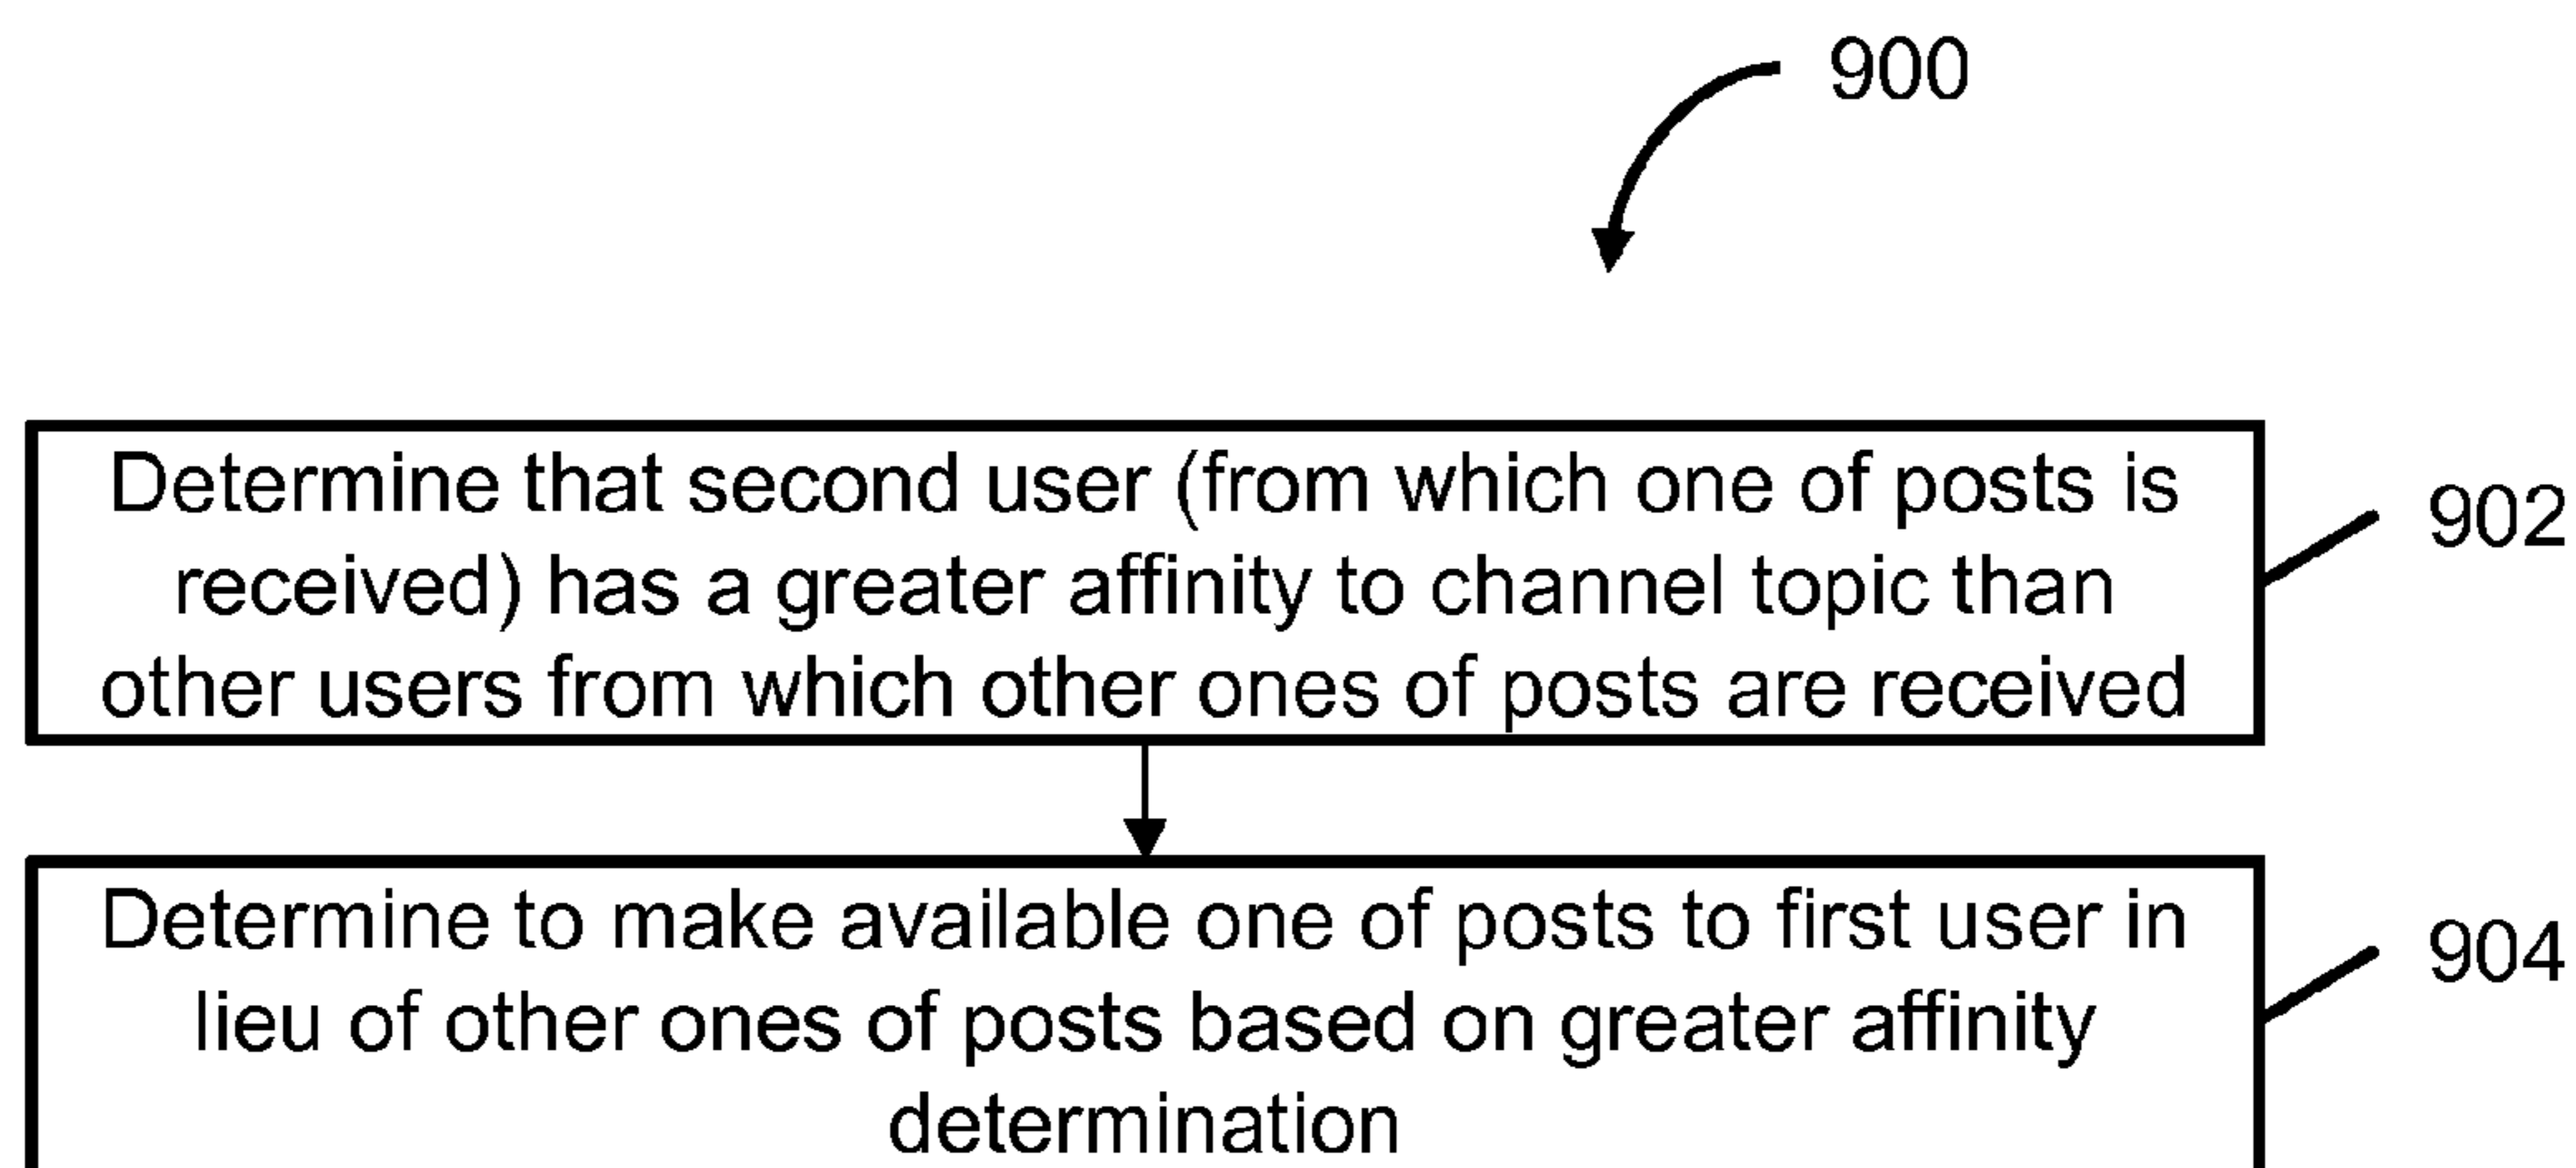 900
Determine that second user (from which one of posts is
received) has a greater affinity to channel topic than
other users from which other ones of posts are received
902
Determine to make available one of posts to first user in
lieu of other ones of posts based on greater affinity
determination
904